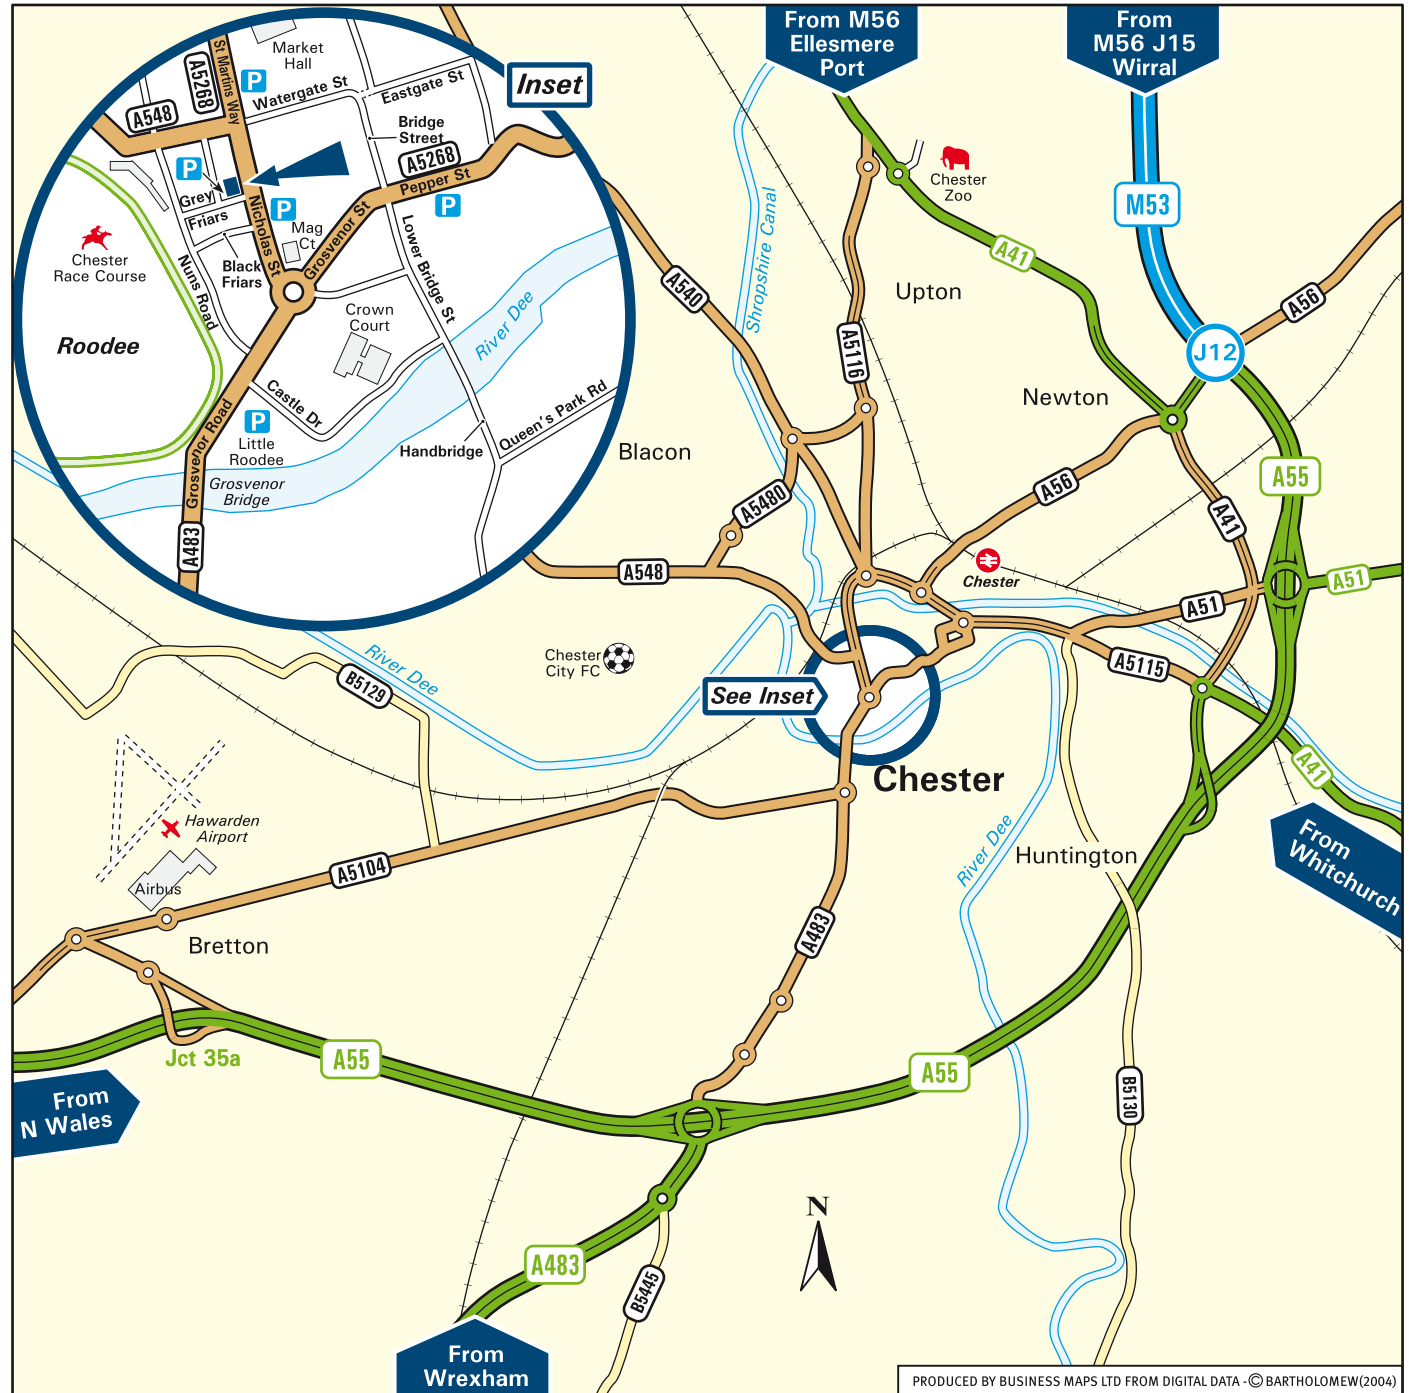 From M56
Ellesmere
Port
From
M56 J15
Wirral
Inset
Market
Hall
St Martins Way
A5268
P
A548
Watergate St
Eastgate St
Bridge
Street
A5268
Pepper St
P
P
Grey
Friars
P
Nicholas St
Mag
Ct
Grosvenor St
Black
Friars
Chester
Race Course
Nuns Road
Lower Bridge St
Roodee
Crown
Court
River Dee
Castle Dr
P
Little
Roodee
Grosvenor Road
Grosvenor
Bridge
Handbridge
Queen's Park Rd
A483
Chester
Zoo
Shropshire Canal
M53
A41
A540
Upton
A56
A5116
J12
Newton
Blacon
A56
A55
A5480
A41
A548
Chester
A51
A51
Chester
City FC
River Dee
B5129
A5115
See Inset
Chester
A41
Hawarden
Airport
Airbus
A5104
River Dee
Huntington
From
Whitchurch
A483
Bretton
Jct 35a
A55
A55
From
N Wales
B5130
N
A483
B5445
From
Wrexham
PRODUCED BY BUSINESS MAPS LTD FROM DIGITAL DATA - © BARTHOLOMEW(2004)